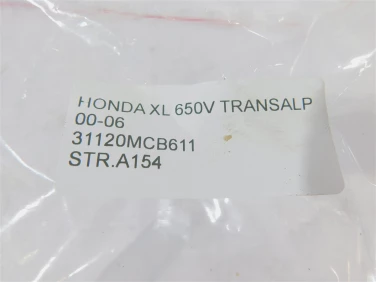 HONDA XL 650V TRANSALP
00-06
31120MCB611
STR.A154